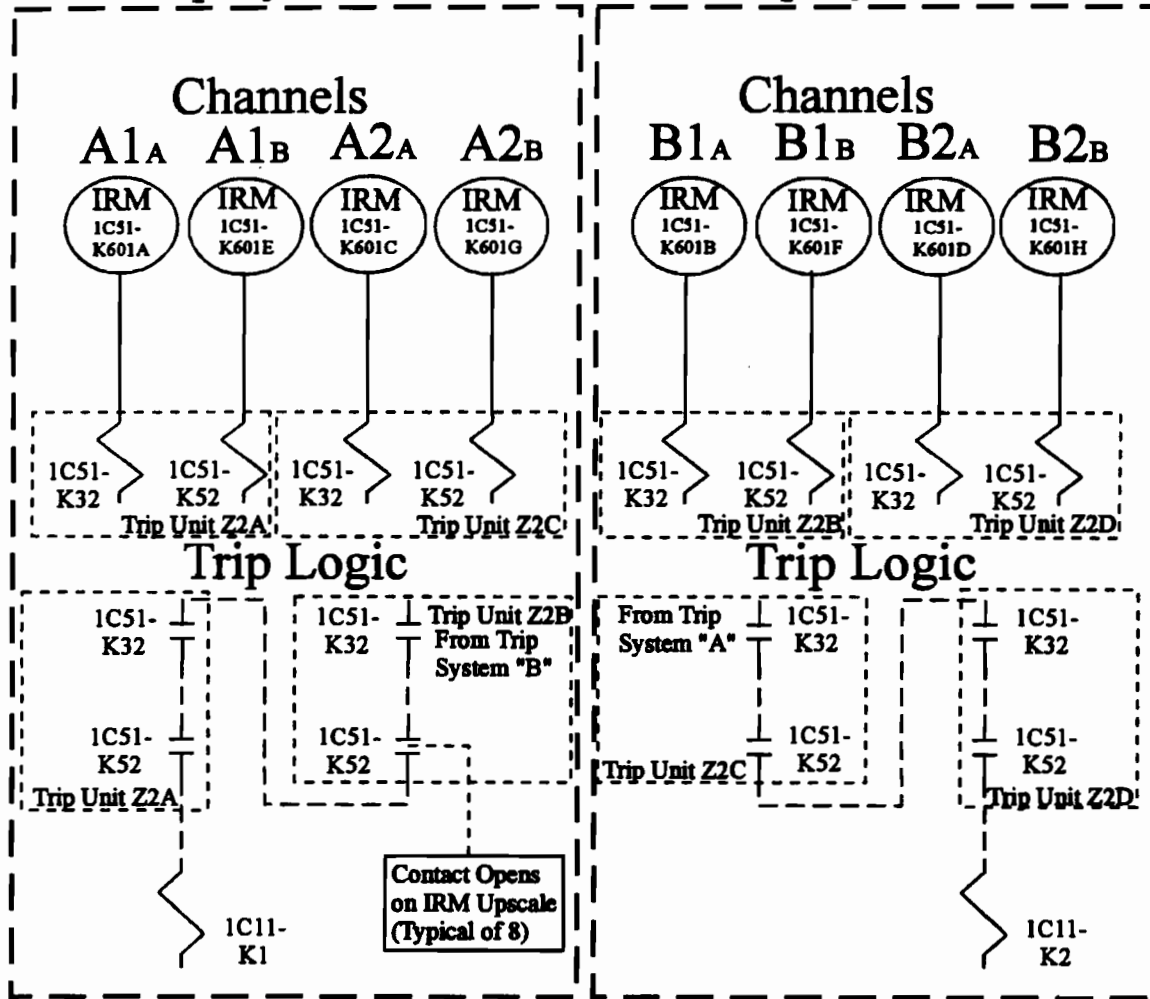 Channels
A1A A1B A2A A2B
IRM 1C51-K601A
IRM 1C51-K601E
IRM 1C51-K601C
IRM 1C51-K601G
1C51-K32
1C51-K52
1C51-K32
1C51-K52
Trip Unit Z2A
Trip Unit Z2C
Trip Logic
1C51-K32
1C51-K32
Trip Unit Z2B
From Trip
System "B"
1C51-K52
1C51-K52
Trip Unit Z2A
Contact Opens
on IRM Upscale
(Typical of 8)
1C11-K1
Channels
B1A B1B B2A B2B
IRM 1C51-K601B
IRM 1C51-K601F
IRM 1C51-K601D
IRM 1C51-K601H
1C51-K32
1C51-K52
1C51-K32
1C51-K52
Trip Unit Z2B
Trip Unit Z2D
Trip Logic
From Trip
System "A"
1C51-K32
1C51-K32
1C51-K52
1C51-K52
Trip Unit Z2C
Trip Unit Z2D
1C11-K2